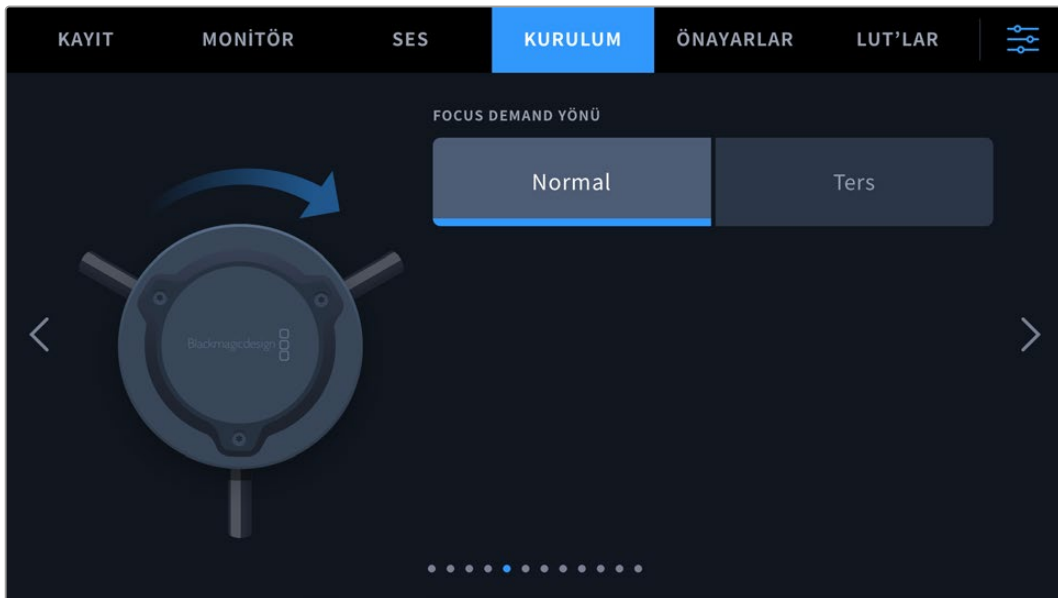 KAYIT MONİTÖR SES KURULUM ÖNAYARLAR LUT'LAR
FOCUS DEMAND YÖNÜ
Normal Ters
Blackmagicdesign